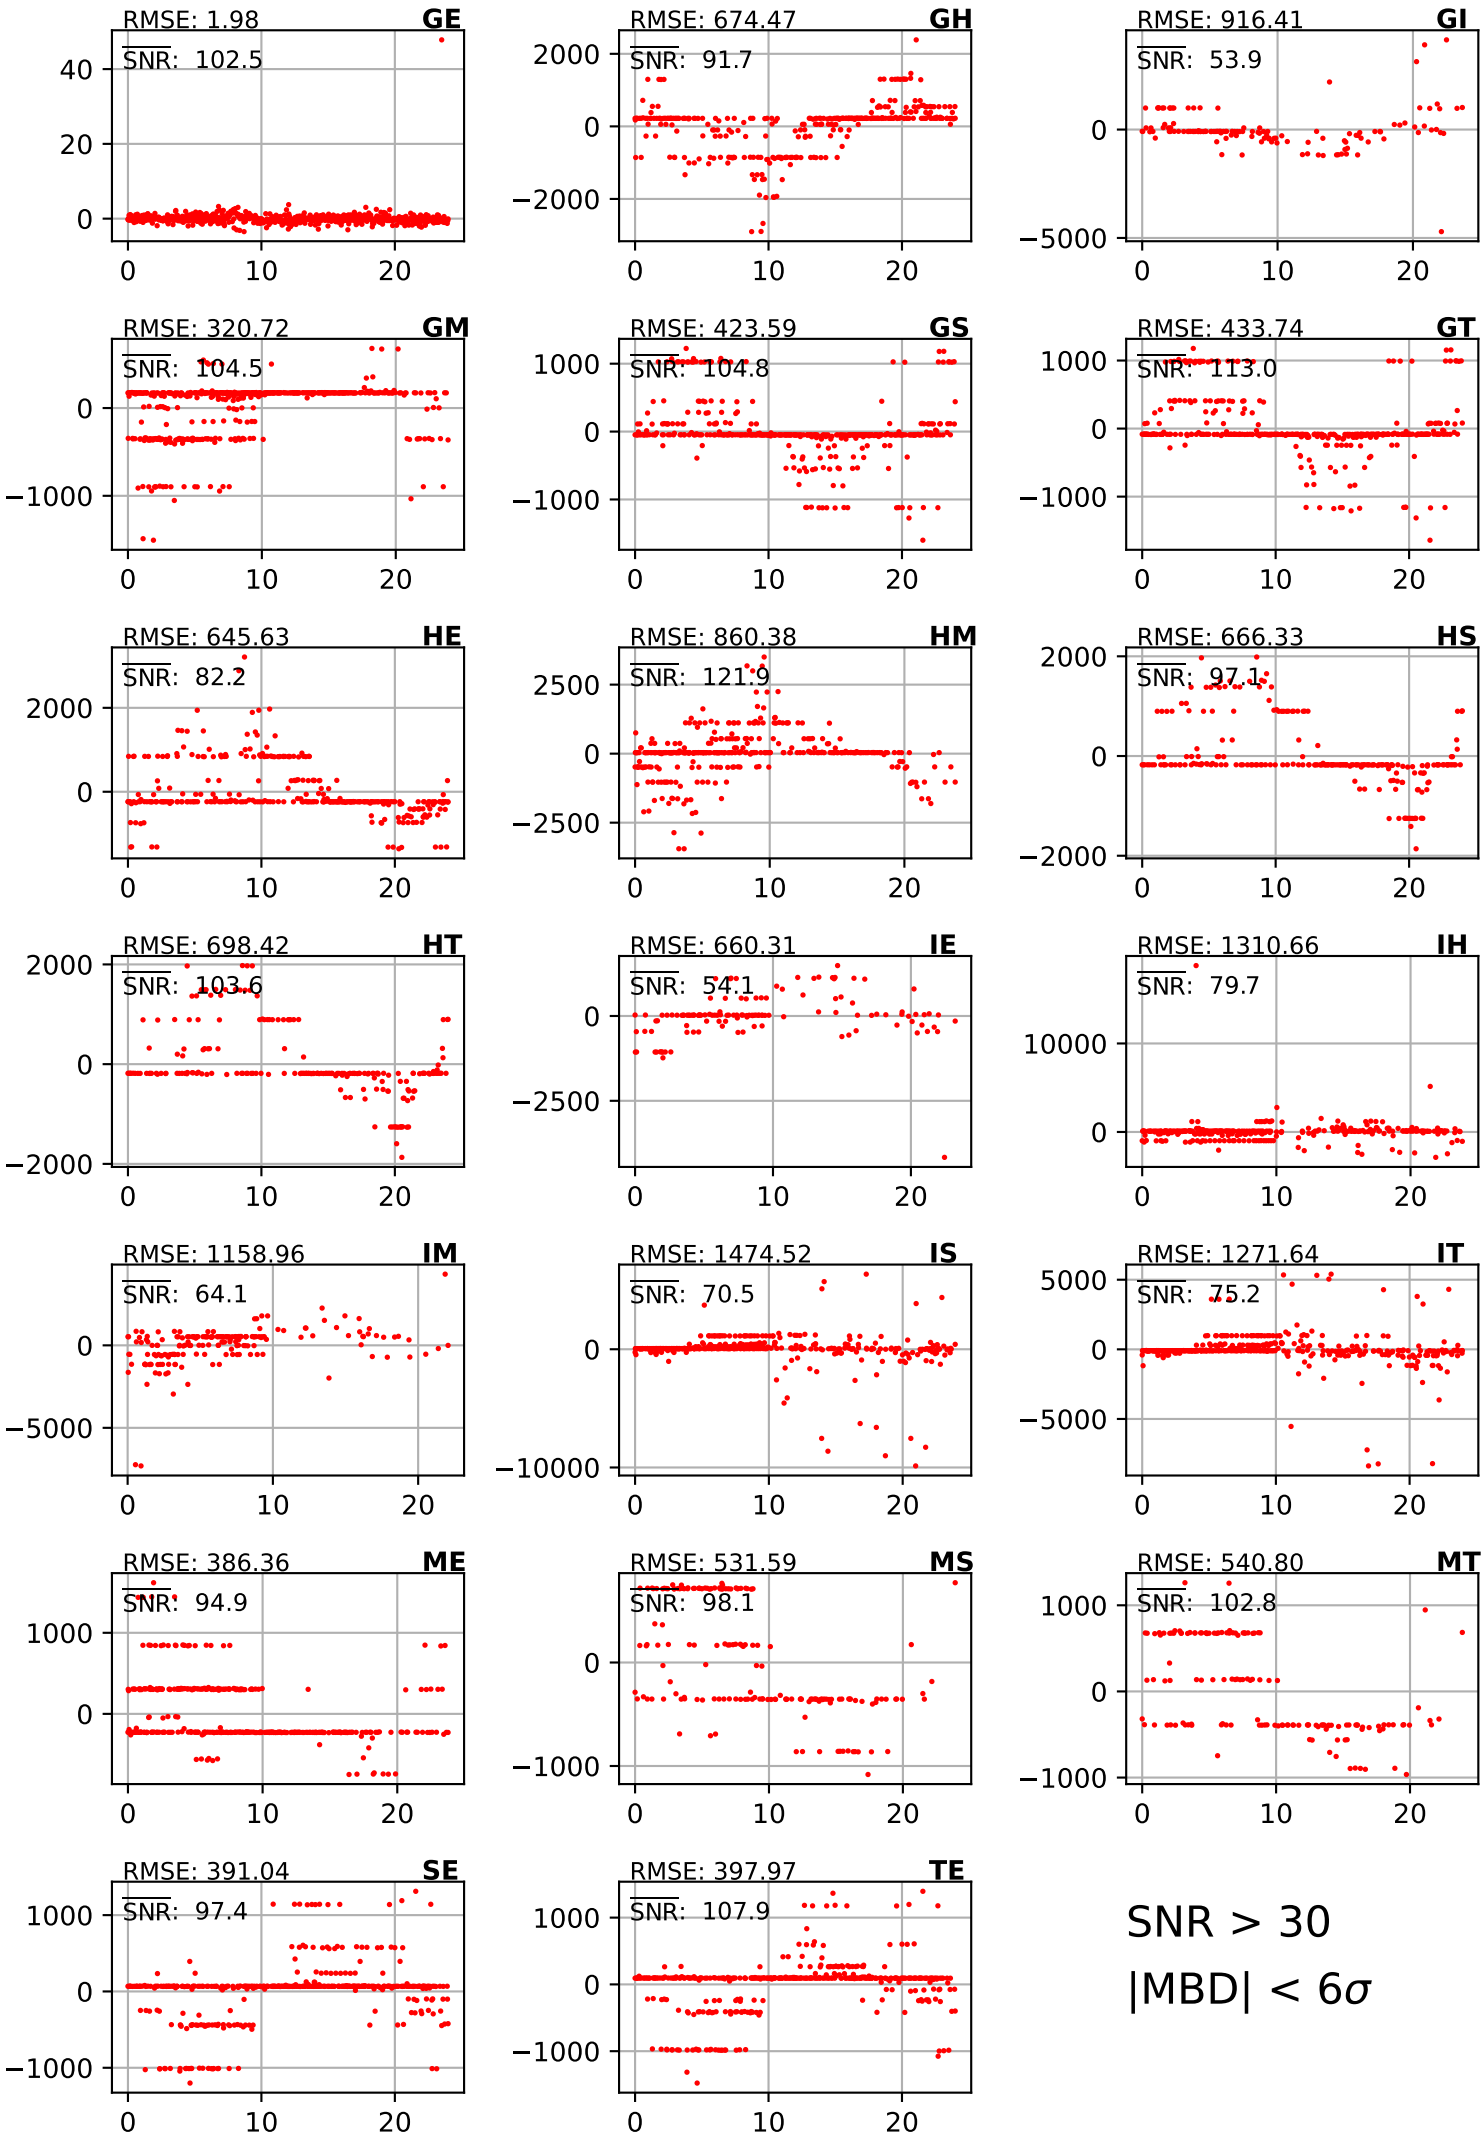 RMSE: 1.98 GE
SNR: 102.5
40
20
0
0 10 20
RMSE: 674.47 GH
SNR: 91.7
2000
0
−2000
0 10 20
RMSE: 916.41 GI
SNR: 53.9
0
−5000
0 10 20
RMSE: 320.72 GM
SNR: 104.5
0
−1000
0 10 20
RMSE: 423.59 GS
SNR: 104.8
1000
0
−1000
0 10 20
RMSE: 433.74 GT
SNR: 113.0
1000
0
−1000
0 10 20
RMSE: 645.63 HE
SNR: 82.2
2000
0
0 10 20
RMSE: 860.38 HM
SNR: 121.9
2500
0
−2500
0 10 20
RMSE: 666.33 HS
SNR: 97.1
2000
0
−2000
0 10 20
RMSE: 698.42 HT
SNR: 103.6
2000
0
−2000
0 10 20
RMSE: 660.31 IE
SNR: 54.1
0
−2500
0 10 20
RMSE: 1310.66 IH
SNR: 79.7
10000
0
0 10 20
RMSE: 1158.96 IM
SNR: 64.1
0
−5000
0 10 20
RMSE: 1474.52 IS
SNR: 70.5
0
−10000
0 10 20
RMSE: 1271.64 IT
SNR: 75.2
5000
0
−5000
0 10 20
RMSE: 386.36 ME
SNR: 94.9
1000
0
0 10 20
RMSE: 531.59 MS
SNR: 98.1
0
−1000
0 10 20
RMSE: 540.80 MT
SNR: 102.8
1000
0
−1000
0 10 20
RMSE: 391.04 SE
SNR: 97.4
1000
0
−1000
0 10 20
RMSE: 397.97 TE
SNR: 107.9
1000
0
−1000
0 10 20
SNR > 30
|MBD| < 6σ